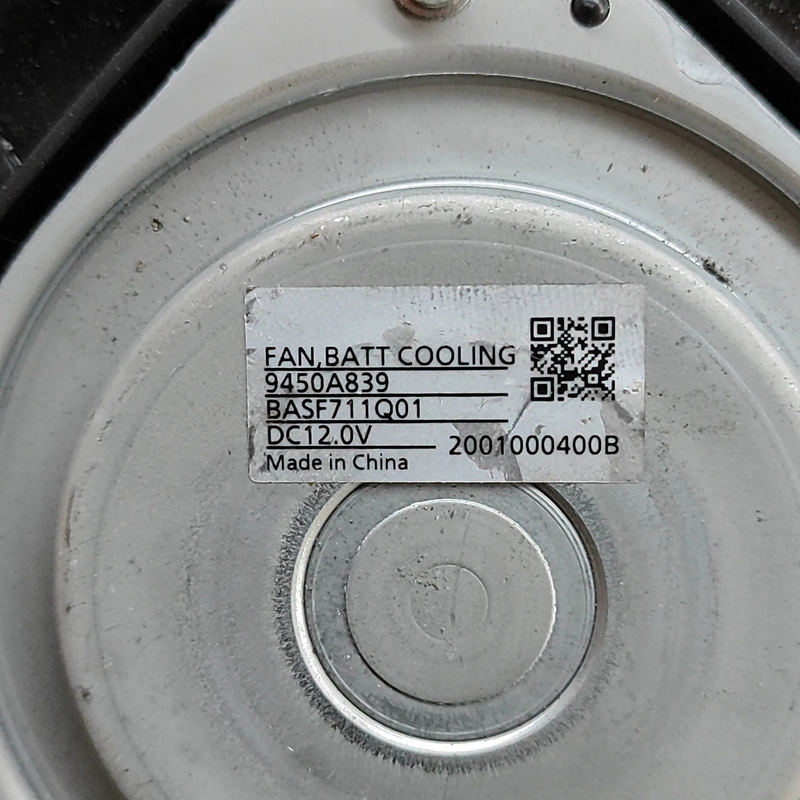 FAN,BATT COOLING
9450A839
BASF711Q01
DC12.0V
2001000400B
Made in China